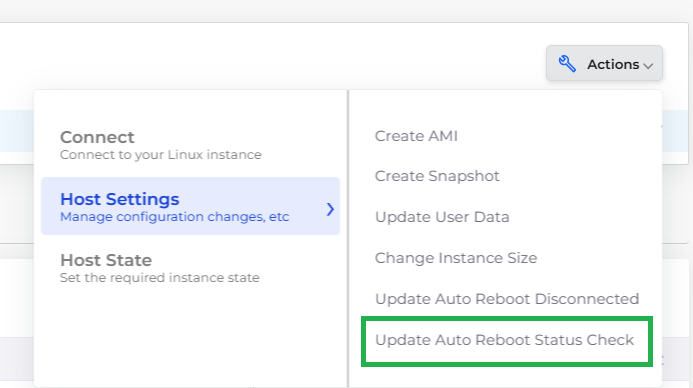 Actions
Connect
Connect to your Linux instance
Host Settings
Manage configuration changes, etc
Host State
Set the required instance state
Create AMI
Create Snapshot
Update User Data
Change Instance Size
Update Auto Reboot Disconnected
Update Auto Reboot Status Check